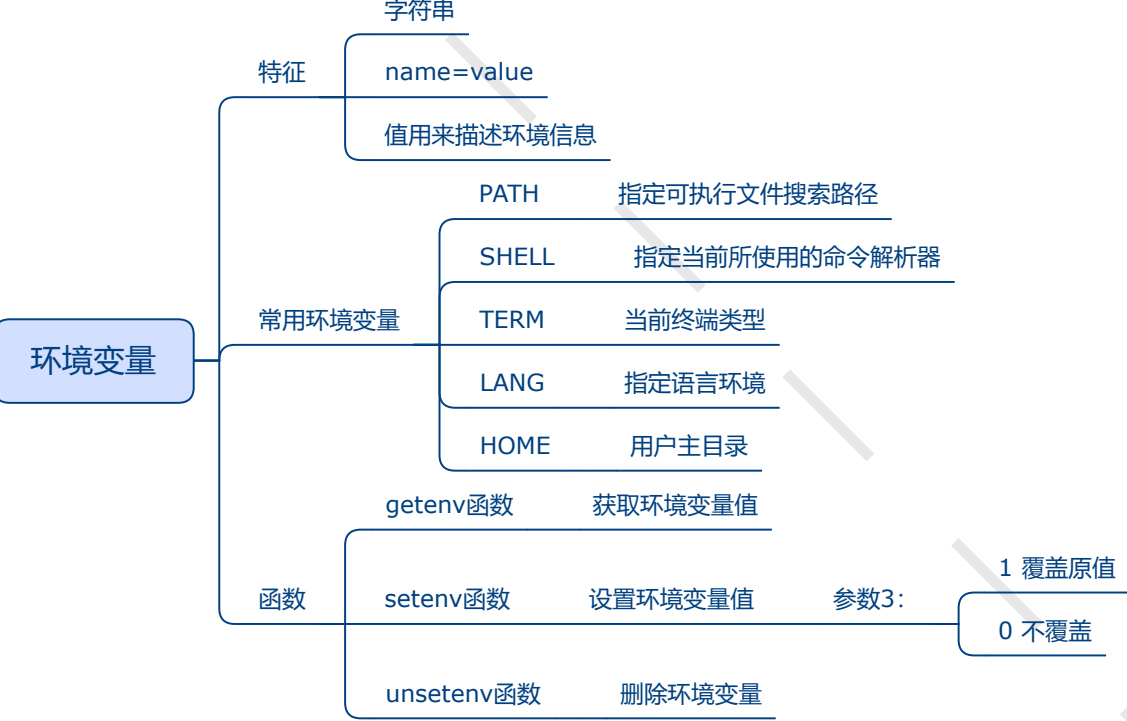 字符串
特征
name=value
值用来描述环境信息
PATH 指定可执行文件搜索路径
SHELL 指定当前所使用的命令解析器
常用环境变量
TERM 当前终端类型
环境变量
LANG 指定语言环境
HOME 用户主目录
getenv函数 获取环境变量值
函数
setenv函数 设置环境变量值 参数3：
1 覆盖原值
0 不覆盖
unsetenv函数 删除环境变量